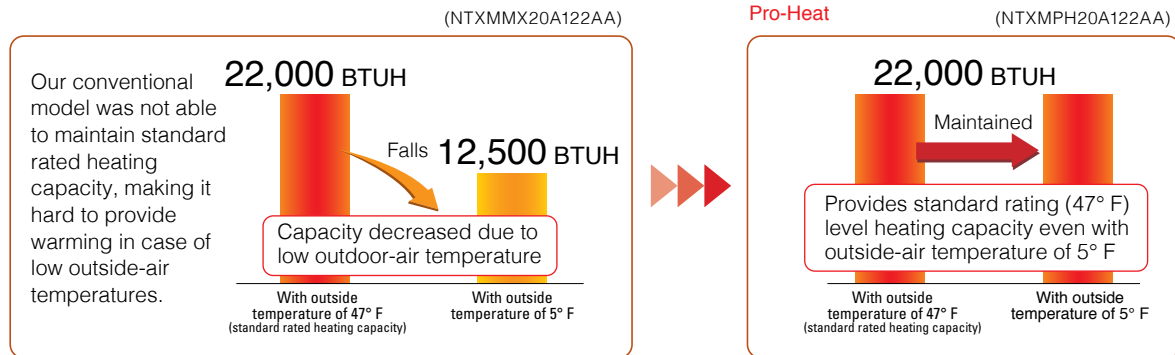 (NTXMMX20A122AA)
Our conventional
model was not able
to maintain standard
rated heating
capacity, making it
hard to provide
warming in case of
low outside-air
temperatures.
22,000 BTUH
Falls
12,500 BTUH
Capacity decreased due to
low outdoor-air temperature
With outside
temperature of 47° F
(standard rated heating capacity)
With outside
temperature of 5° F
Pro-Heat
(NTXMPH20A122AA)
22,000 BTUH
Maintained
Provides standard rating (47° F)
level heating capacity even with
outside-air temperature of 5° F
With outside
temperature of 47° F
(standard rated heating capacity)
With outside
temperature of 5° F